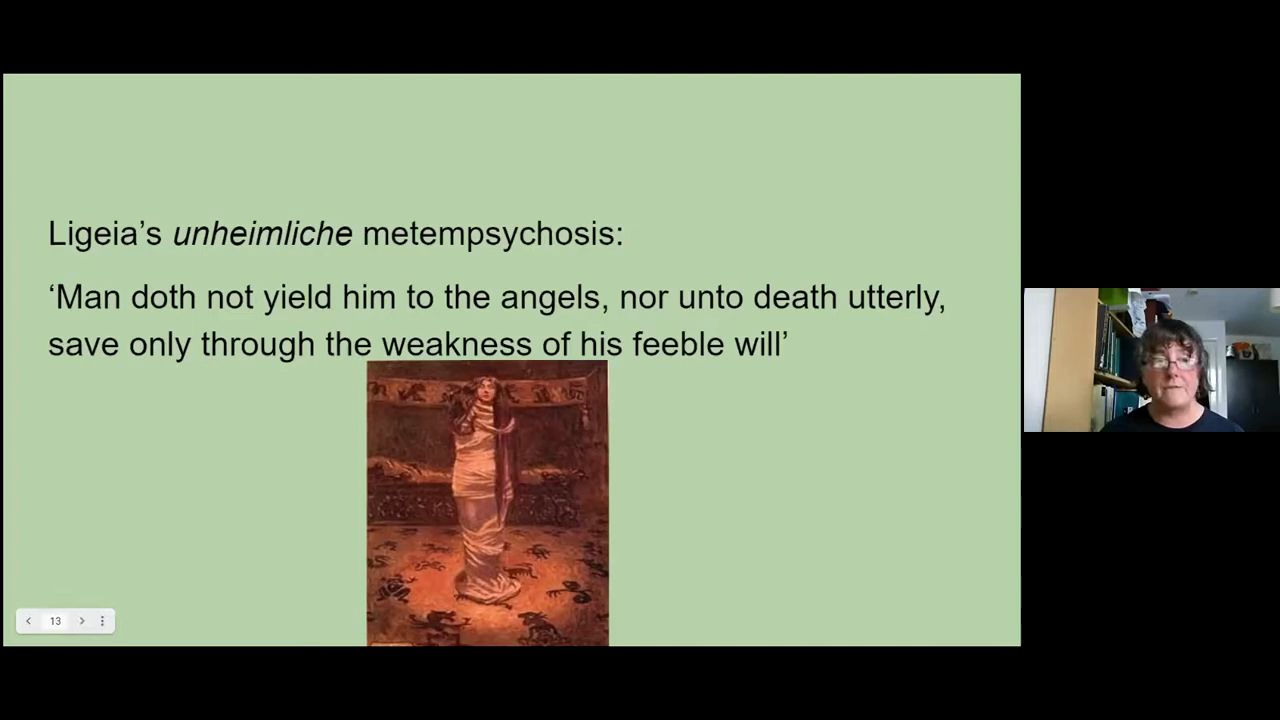 Ligeia’s unheimliche metempsychosis:
‘Man doth not yield him to the angels, nor unto death utterly,
save only through the weakness of his feeble will’
13